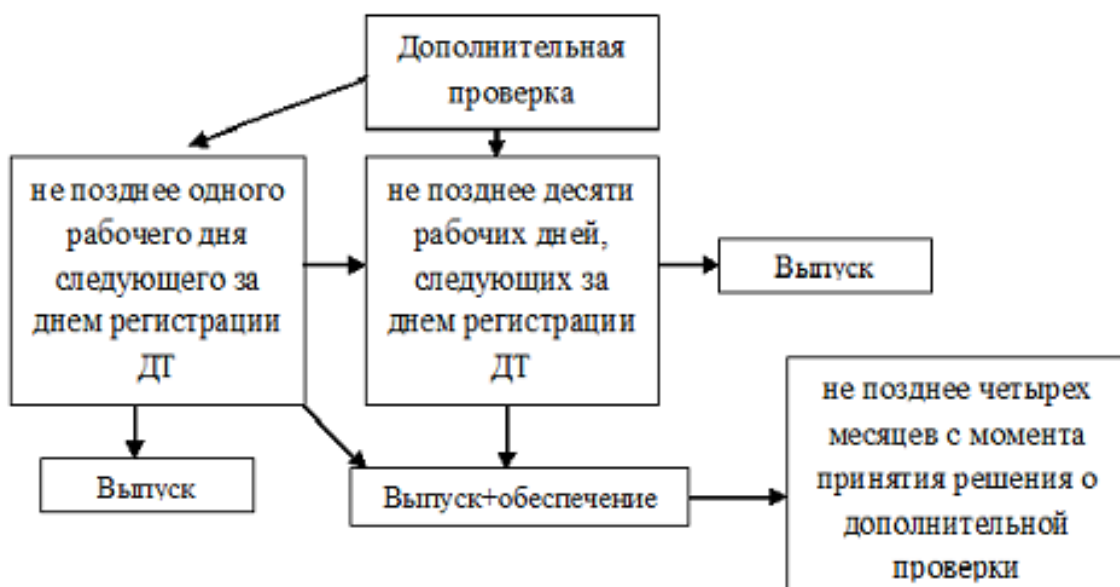 Дополнительная
проверка
не позднее одного
рабочего дня
следующего за
днем регистрации
ДТ
не позднее десяти
рабочих дней,
следующих за
днем регистрации
ДТ
Выпуск
Выпуск
Выпуск+обеспечение
не позднее четырех
месяцев с момента
принятия решения о
дополнительной
проверки